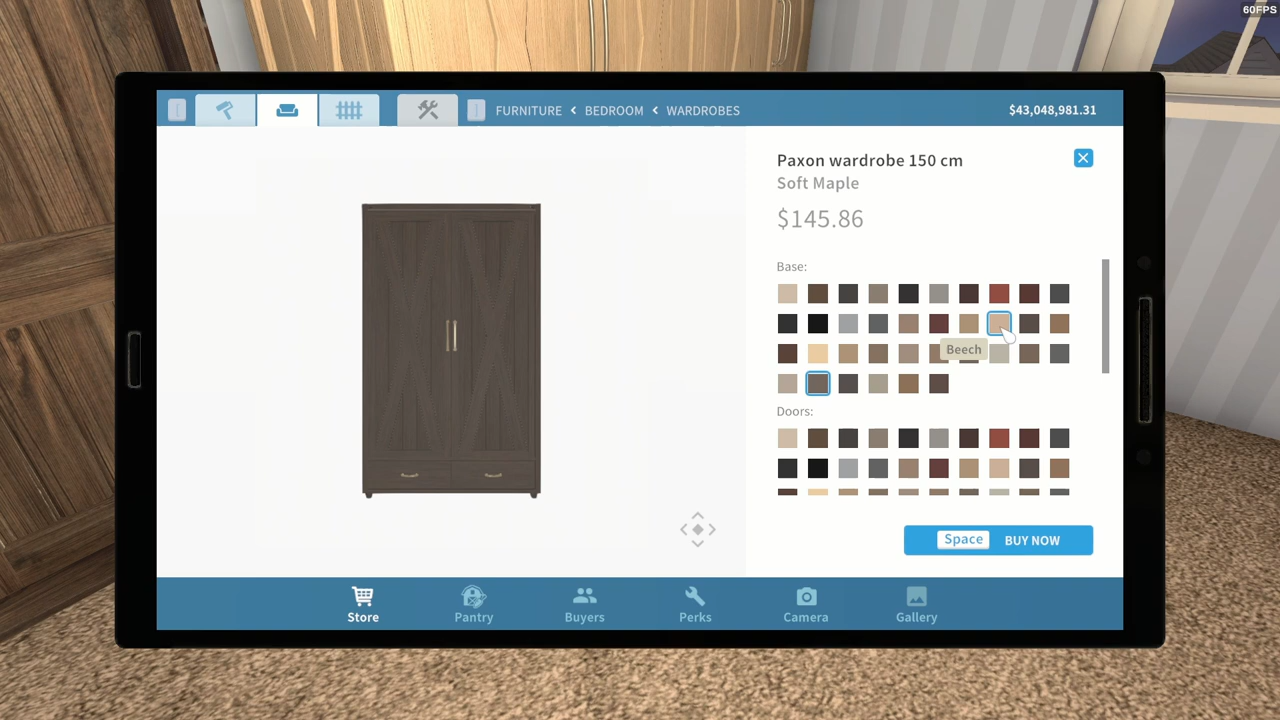 60FPS
FURNITURE < BEDROOM < WARDROBES
$43,048,981.31
Paxon wardrobe 150 cm
Soft Maple
$145.86
Base:
Beech
Doors:
Space BUY NOW
Store
Pantry
Buyers
Perks
Camera
Gallery